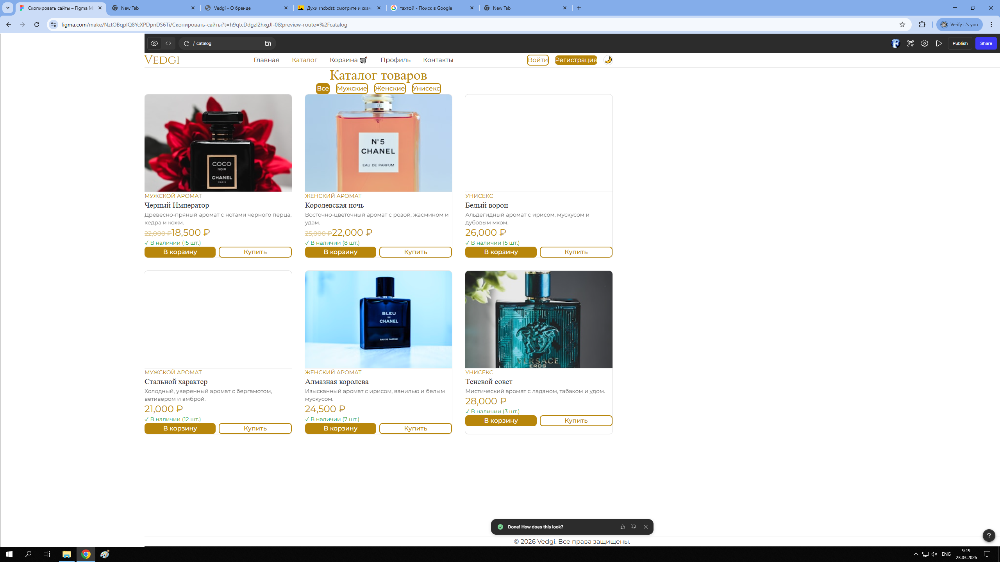 Скопировать сайты – Figma M
New Tab
Vedgi - О бренде
Духи rhcbdst: смотрите и скач
тахтфй - Поиск в Google
New Tab
figma.com/make/NztOBqpIQ8YcXPDpnDS6Ti/Скопировать-сайты?t=h9qtcDdgzl2hxgJI-0&preview-route=%2Fcatalog
Verify it's you
/ catalog
Publish
Share
VEDGI
Главная
Каталог
Корзина
Профиль
Контакты
Войти
Регистрация
Каталог товаров
Все
Мужские
Женские
Унисекс
COCO
NOIR
CHANEL
PARIS
N°5
CHANEL
EAU DE PARFUM
МУЖСКОЙ АРОМАТ
Черный Император
Древесно-пряный аромат с нотами черного перца,
кедра и кожи.
22,000 ₽18,500 ₽
✓ В наличии (15 шт.)
В корзину
Купить
ЖЕНСКИЙ АРОМАТ
Королевская ночь
Восточно-цветочный аромат с розой, жасмином и
удам.
25,000 ₽22,000 ₽
✓ В наличии (8 шт.)
В корзину
Купить
УНИСЕКС
Белый ворон
Альдегидный аромат с ирисом, мускусом и
дубовым мхом.
26,000 ₽
✓ В наличии (5 шт.)
В корзину
Купить
BLEU
DE
CHANEL
EAU DE PARFUM
VERSACE
EROS
МУЖСКОЙ АРОМАТ
Стальной характер
Холодный, уверенный аромат с бергамотом,
ветивером и амброй.
21,000 ₽
✓ В наличии (12 шт.)
В корзину
Купить
ЖЕНСКИЙ АРОМАТ
Алмазная королева
Изысканный аромат с ирисом, ванилью и белым
мускусом.
24,500 ₽
✓ В наличии (7 шт.)
В корзину
Купить
УНИСЕКС
Теневой совет
Мистический аромат с ладаном, табаком и удом.
28,000 ₽
✓ В наличии (3 шт.)
В корзину
Купить
Done! How does this look?
?
© 2026 Vedgi. Все права защищены.
ENG
9:19
23.03.2026